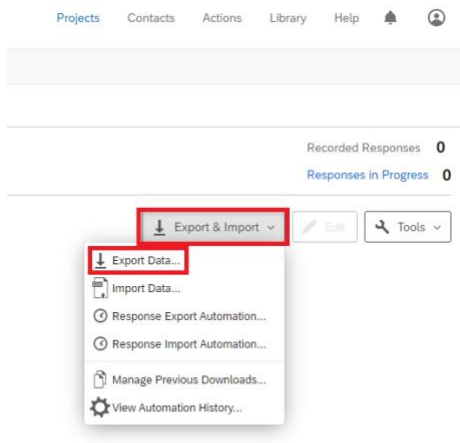 Projects Contacts Actions Library Help
Recorded Responses 0
Responses in Progress 0
Export & Import Edit Tools
Export Data...
Import Data...
Response Export Automation...
Response Import Automation...
Manage Previous Downloads...
View Automation History...